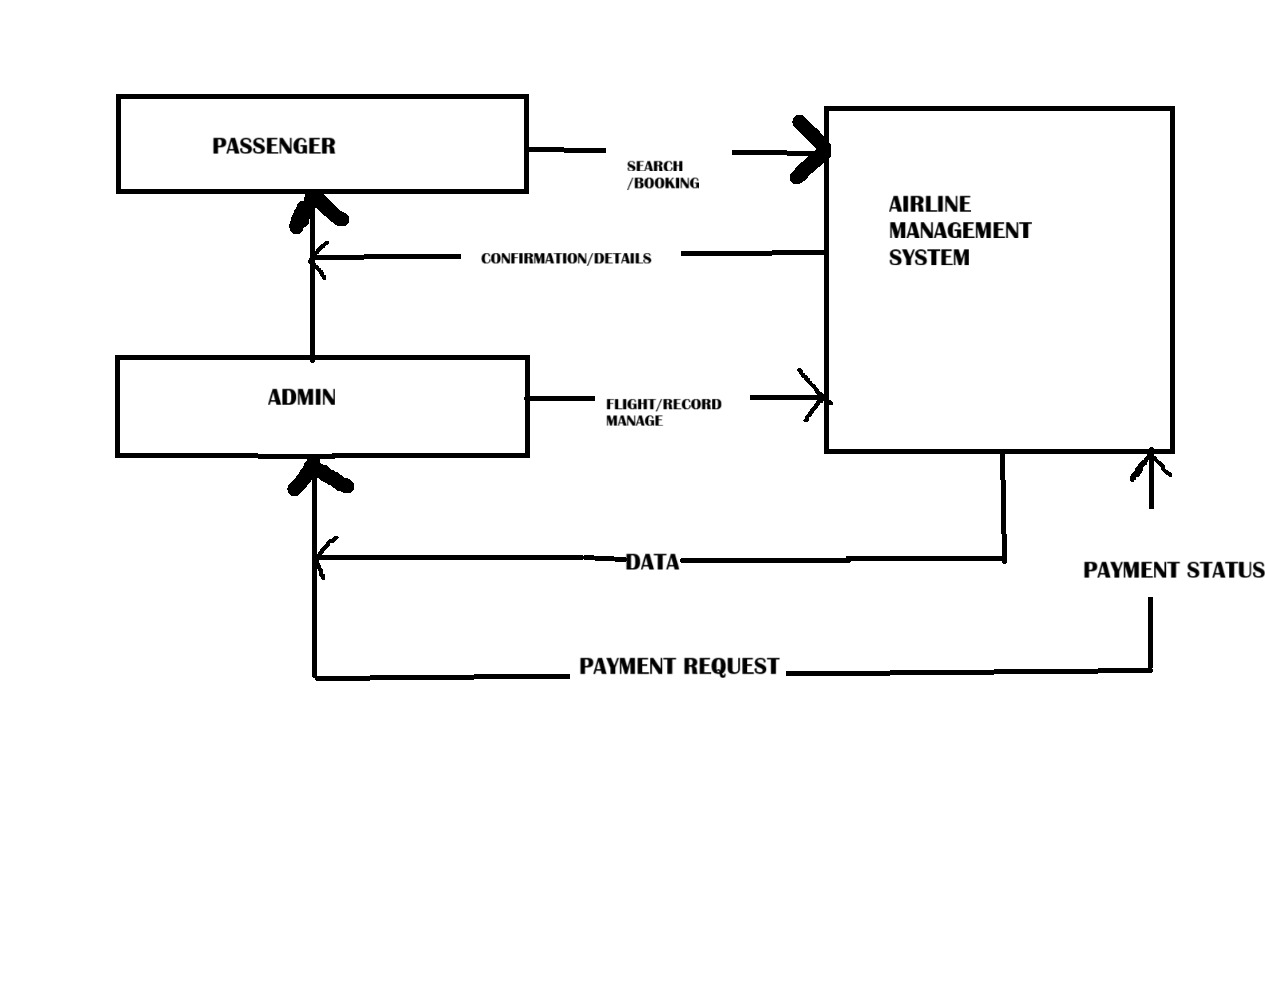 PASSENGER
SEARCH
/BOOKING
AIRLINE
MANAGEMENT
SYSTEM
CONFIRMATION/DETAILS
ADMIN
FLIGHT/RECORD
MANAGE
DATA
PAYMENT STATUS
PAYMENT REQUEST